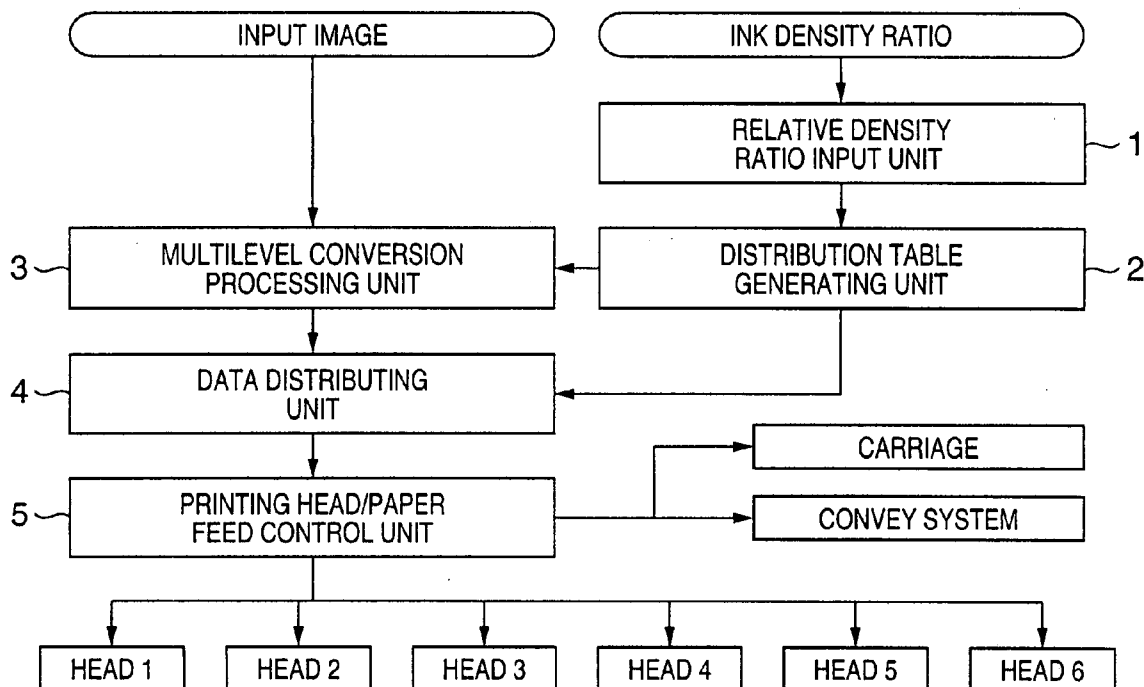 INPUT IMAGE
INK DENSITY RATIO
RELATIVE DENSITY
RATIO INPUT UNIT
1
3
MULTILEVEL CONVERSION
PROCESSING UNIT
DISTRIBUTION TABLE
GENERATING UNIT
2
4
DATA DISTRIBUTING
UNIT
CARRIAGE
5
PRINTING HEAD/PAPER
FEED CONTROL UNIT
CONVEY SYSTEM
HEAD 1
HEAD 2
HEAD 3
HEAD 4
HEAD 5
HEAD 6